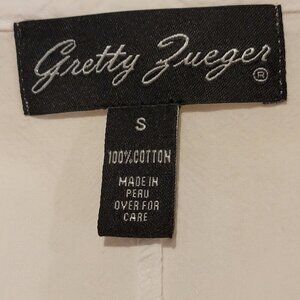 Gretty Zueger ®
S
100% COTTON
MADE IN
PERU
OVER FOR
CARE